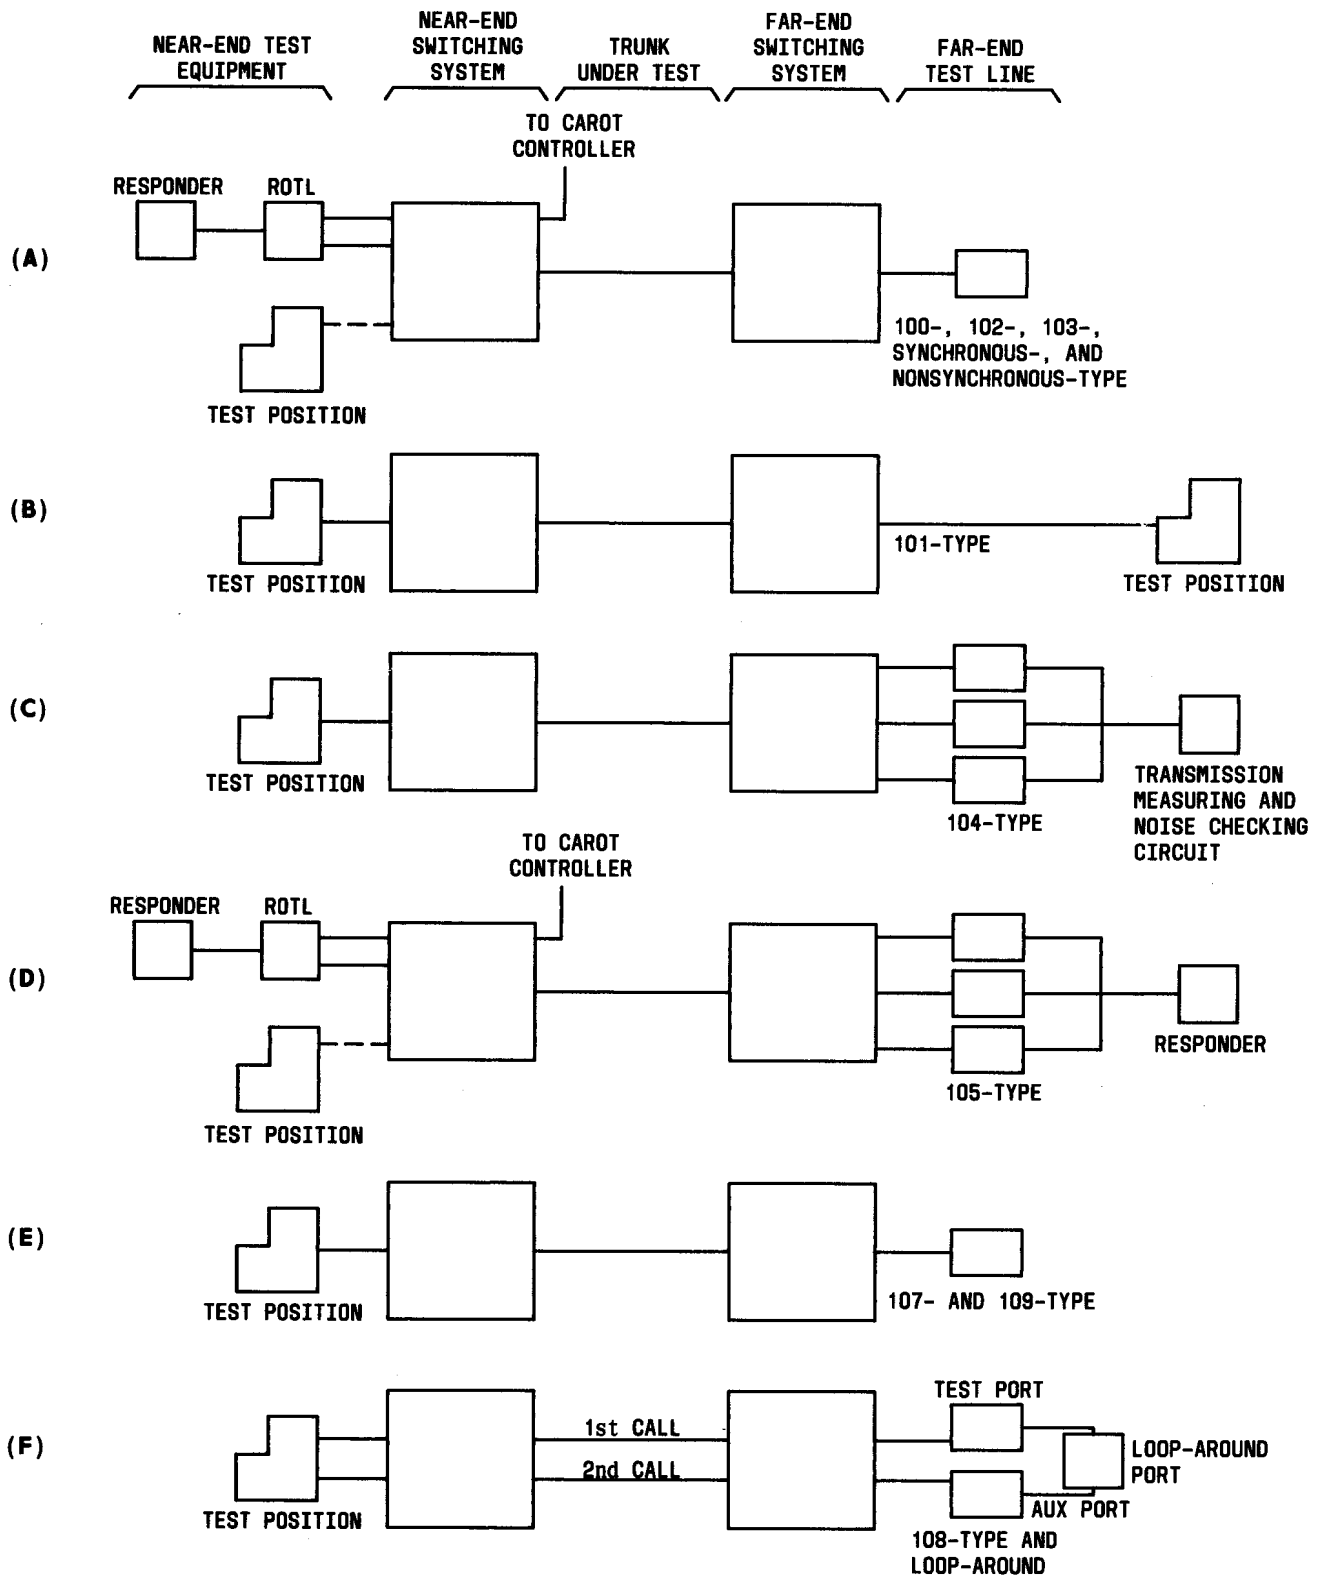 NEAR-END TEST
EQUIPMENT
NEAR-END
SWITCHING
SYSTEM
TRUNK
UNDER TEST
FAR-END
SWITCHING
SYSTEM
FAR-END
TEST LINE
(A)
TO CAROT
CONTROLLER
RESPONDER
ROTL
TEST POSITION
100-, 102-, 103-,
SYNCHRONOUS-, AND
NONSYNCHRONOUS-TYPE
(B)
TEST POSITION
101-TYPE
TEST POSITION
(C)
TEST POSITION
104-TYPE
TRANSMISSION
MEASURING AND
NOISE CHECKING
CIRCUIT
(D)
TO CAROT
CONTROLLER
RESPONDER
ROTL
TEST POSITION
105-TYPE
RESPONDER
(E)
TEST POSITION
107- AND 109-TYPE
(F)
TEST POSITION
1st CALL
2nd CALL
TEST PORT
LOOP-AROUND
PORT
AUX PORT
108-TYPE AND
LOOP-AROUND